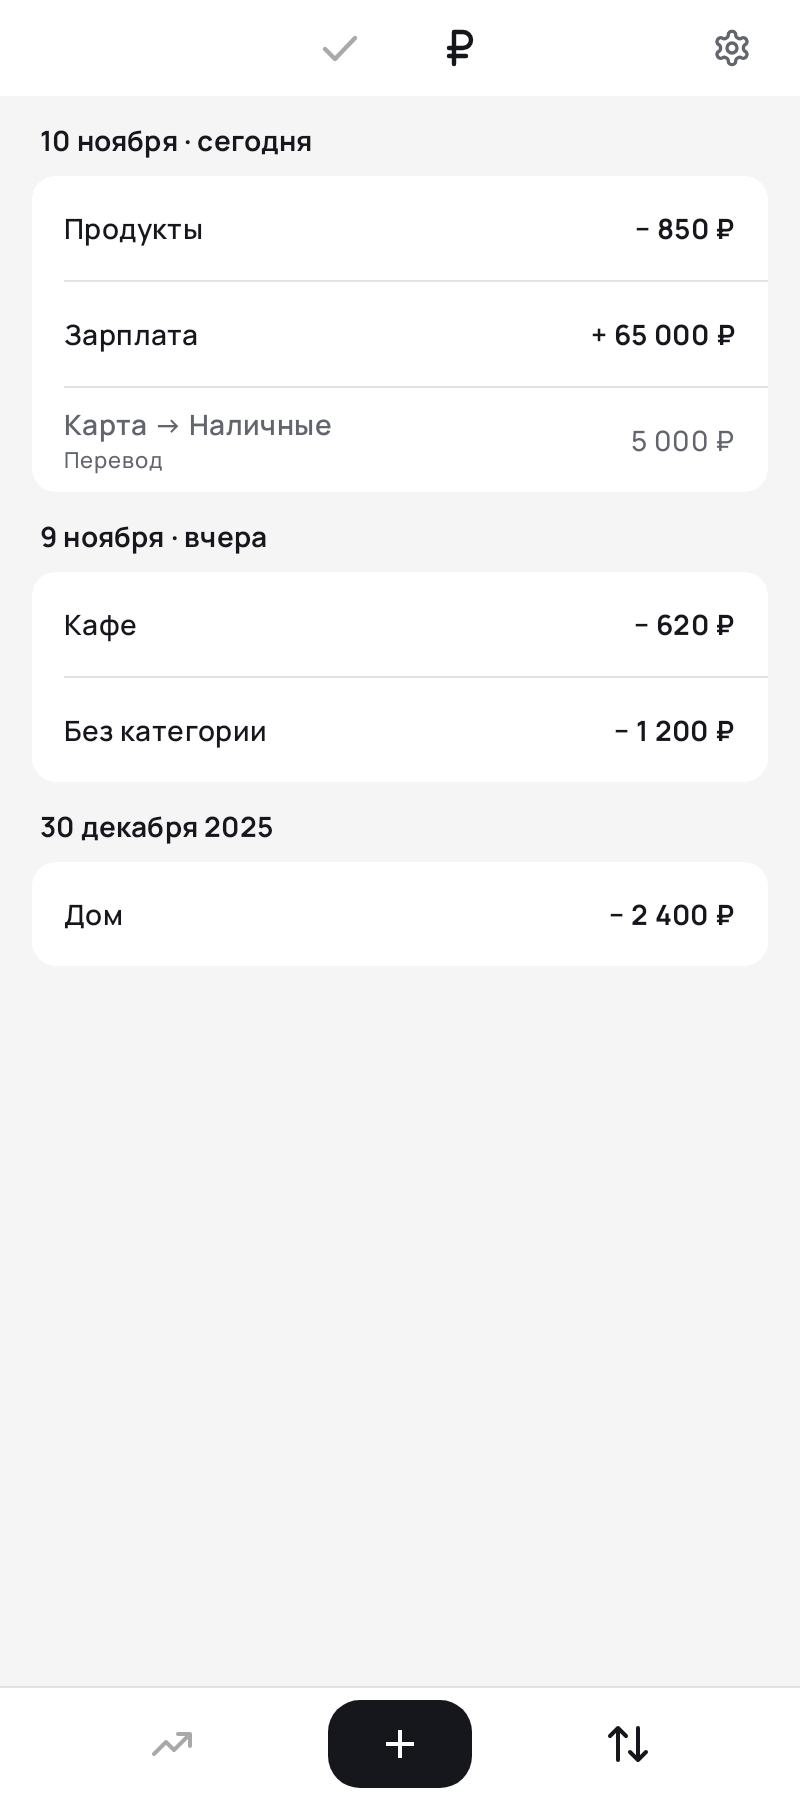 ₽
10 ноября · сегодня
Продукты − 850 ₽
Зарплата + 65 000 ₽
Карта → Наличные 5 000 ₽
Перевод
9 ноября · вчера
Кафе − 620 ₽
Без категории − 1 200 ₽
30 декабря 2025
Дом − 2 400 ₽